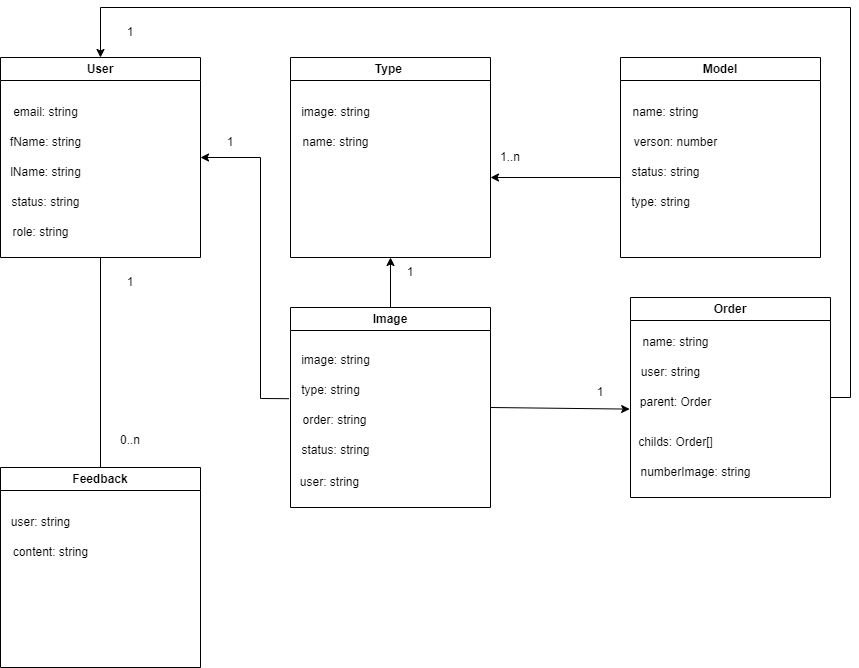 1
User
email: string
fName: string
lName: string
status: string
role: string
1
1
0..n
Feedback
user: string
content: string
Type
image: string
name: string
1..n
1
Model
name: string
verson: number
status: string
type: string
Image
image: string
type: string
order: string
status: string
user: string
1
Order
name: string
user: string
parent: Order
childs: Order[]
numberImage: string